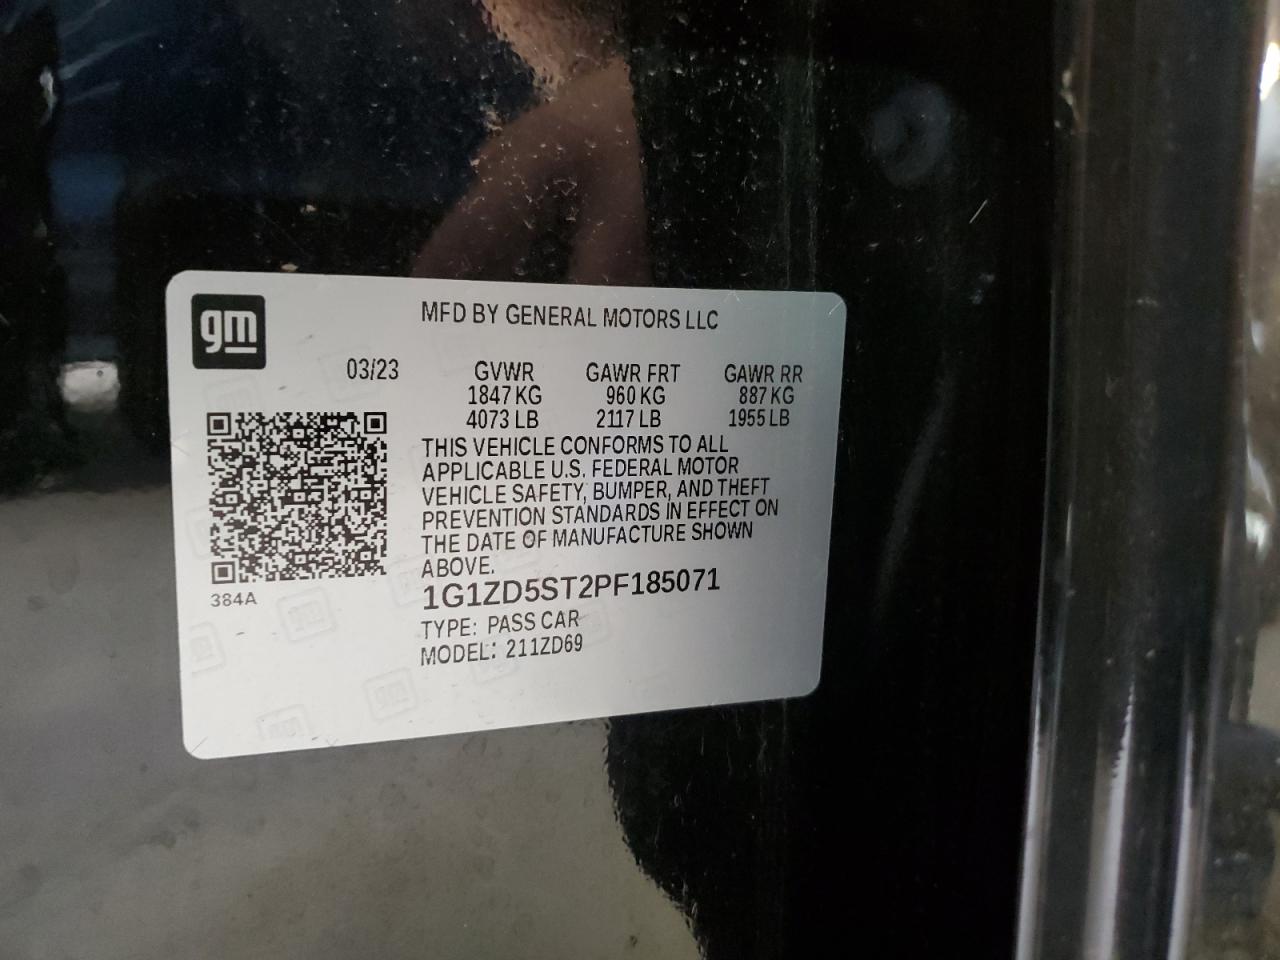 gm
MFD BY GENERAL MOTORS LLC
03/23 GVWR GAWR FRT GAWR RR
1847 KG 960 KG 887 KG
4073 LB 2117 LB 1955 LB
THIS VEHICLE CONFORMS TO ALL
APPLICABLE U.S. FEDERAL MOTOR
VEHICLE SAFETY, BUMPER, AND THEFT
PREVENTION STANDARDS IN EFFECT ON
THE DATE OF MANUFACTURE SHOWN
ABOVE.
384A
1G1ZD5ST2PF185071
TYPE: PASS CAR
MODEL: 211ZD69